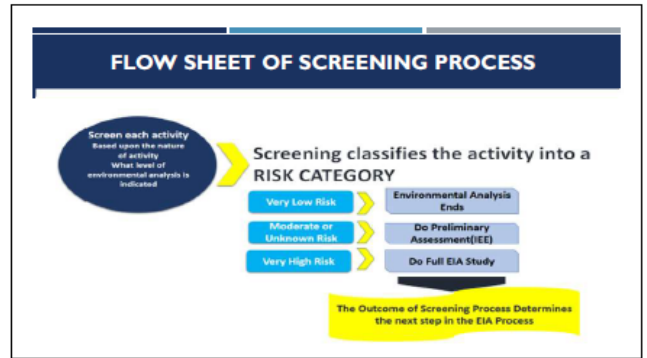 FLOW SHEET OF SCREENING PROCESS
Screen each activity
Based upon the nature
of activity
What level of
environmental analysis is
indicated
Screening classifies the activity into a
RISK CATEGORY
Very Low Risk
Environmental Analysis
Ends
Moderate or
Unknown Risk
Do Preliminary
Assessment(IEE)
Very High Risk
Do Full EIA Study
The Outcome of Screening Process Determines
the next step in the EIA Process